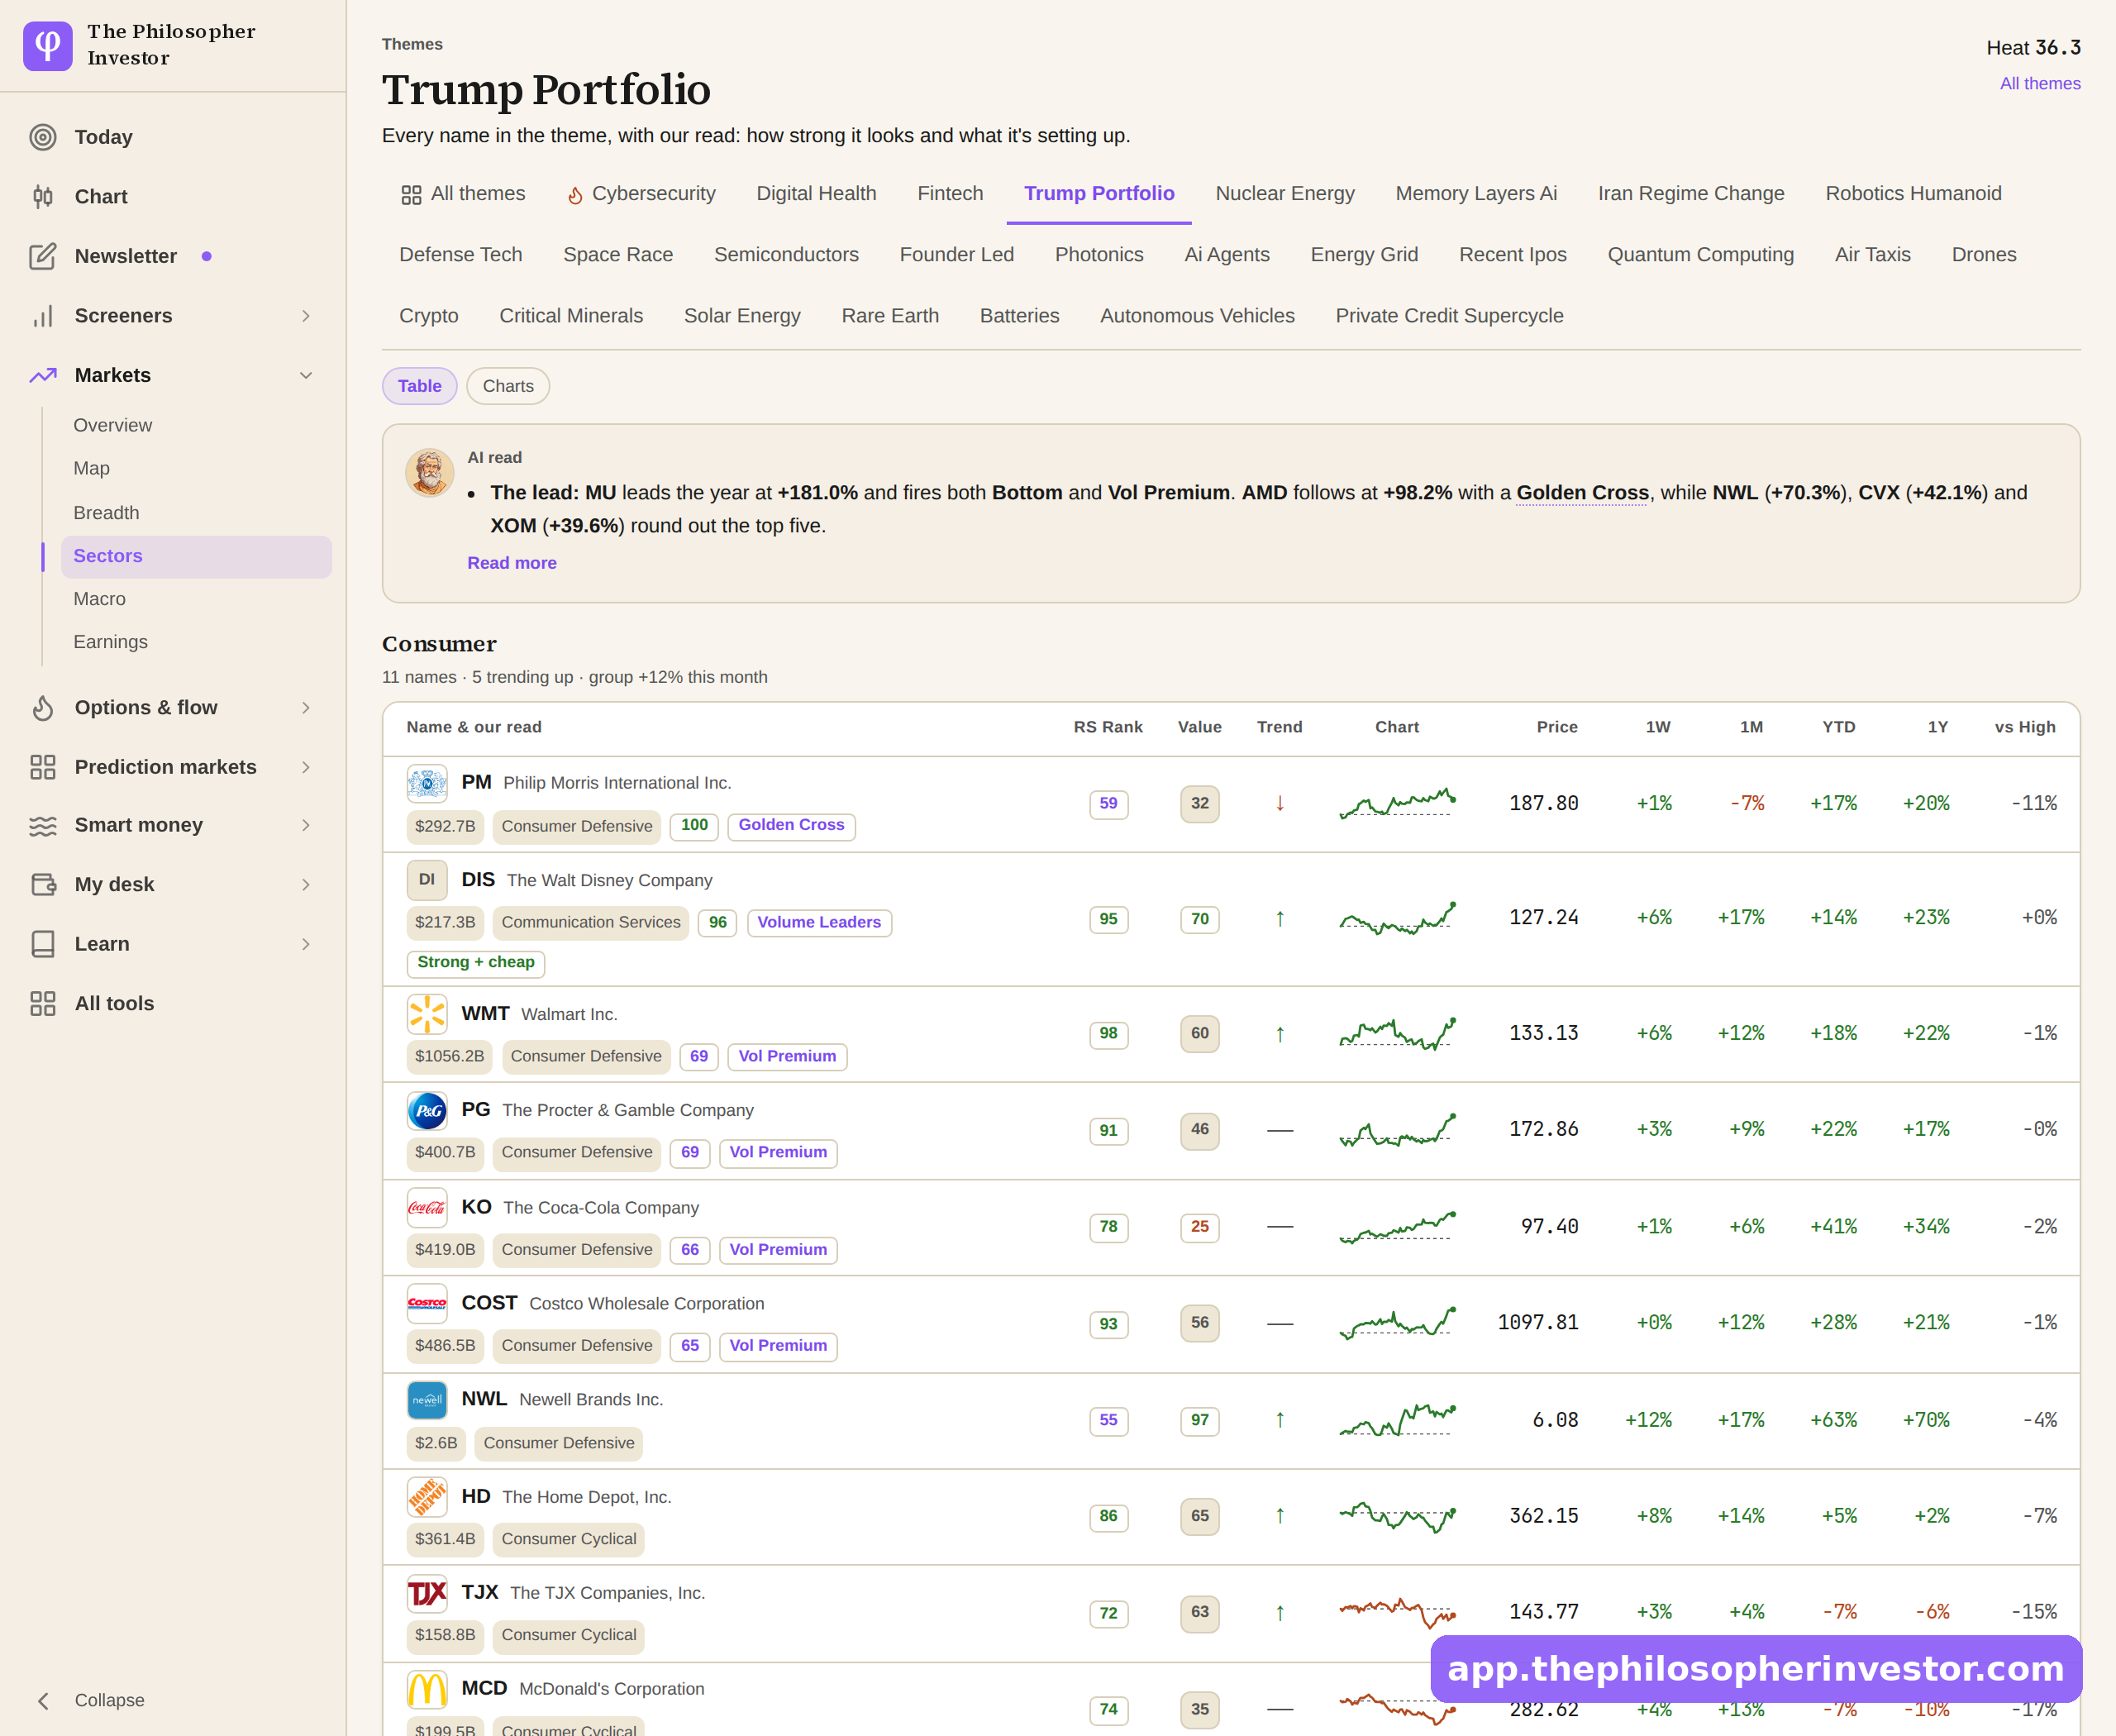 φ The Philosopher
Investor
Today
Chart
Newsletter
Screeners
Markets
Overview
Map
Breadth
Sectors
Macro
Earnings
Options & flow
Prediction markets
Smart money
My desk
Learn
All tools
Collapse
Themes
Heat 36.3
Trump Portfolio
All themes
Every name in the theme, with our read: how strong it looks and what it's setting up.
All themes Cybersecurity Digital Health Fintech Trump Portfolio Nuclear Energy Memory Layers Ai Iran Regime Change Robotics Humanoid
Defense Tech Space Race Semiconductors Founder Led Photonics Ai Agents Energy Grid Recent Ipos Quantum Computing Air Taxis Drones
Crypto Critical Minerals Solar Energy Rare Earth Batteries Autonomous Vehicles Private Credit Supercycle
Table Charts
AI read
• The lead: MU leads the year at +181.0% and fires both Bottom and Vol Premium. AMD follows at +98.2% with a Golden Cross, while NWL (+70.3%), CVX (+42.1%) and
XOM (+39.6%) round out the top five.
Read more
Consumer
11 names · 5 trending up · group +12% this month
Name & our read RS Rank Value Trend Chart Price 1W 1M YTD 1Y vs High
PM Philip Morris International Inc.
59 32 ↓ 187.80 +1% -7% +17% +20% -11%
$292.7B Consumer Defensive 100 Golden Cross
DI DIS The Walt Disney Company
95 70 ↑ 127.24 +6% +17% +14% +23% +0%
$217.3B Communication Services 96 Volume Leaders
Strong + cheap
WMT Walmart Inc.
98 60 ↑ 133.13 +6% +12% +18% +22% -1%
$1056.2B Consumer Defensive 69 Vol Premium
P&G PG The Procter & Gamble Company
91 46 — 172.86 +3% +9% +22% +17% -0%
$400.7B Consumer Defensive 69 Vol Premium
Coca-Cola KO The Coca-Cola Company
78 25 — 97.40 +1% +6% +41% +34% -2%
$419.0B Consumer Defensive 66 Vol Premium
Costco COST Costco Wholesale Corporation
93 56 — 1097.81 +0% +12% +28% +21% -1%
$486.5B Consumer Defensive 65 Vol Premium
newell NWL Newell Brands Inc.
55 97 ↑ 6.08 +12% +17% +63% +70% -4%
$2.6B Consumer Defensive
HOME DEPOT HD The Home Depot, Inc.
86 65 ↑ 362.15 +8% +14% +5% +2% -7%
$361.4B Consumer Cyclical
TJX TJX The TJX Companies, Inc.
72 63 ↑ 143.77 +3% +4% -7% -6% -15%
$158.8B Consumer Cyclical
app.thephilosopherinvestor.com
MCD McDonald's Corporation
74 35 — 282.62 +4% +13% -7% -10% -17%
$199.5B Consumer Cyclical